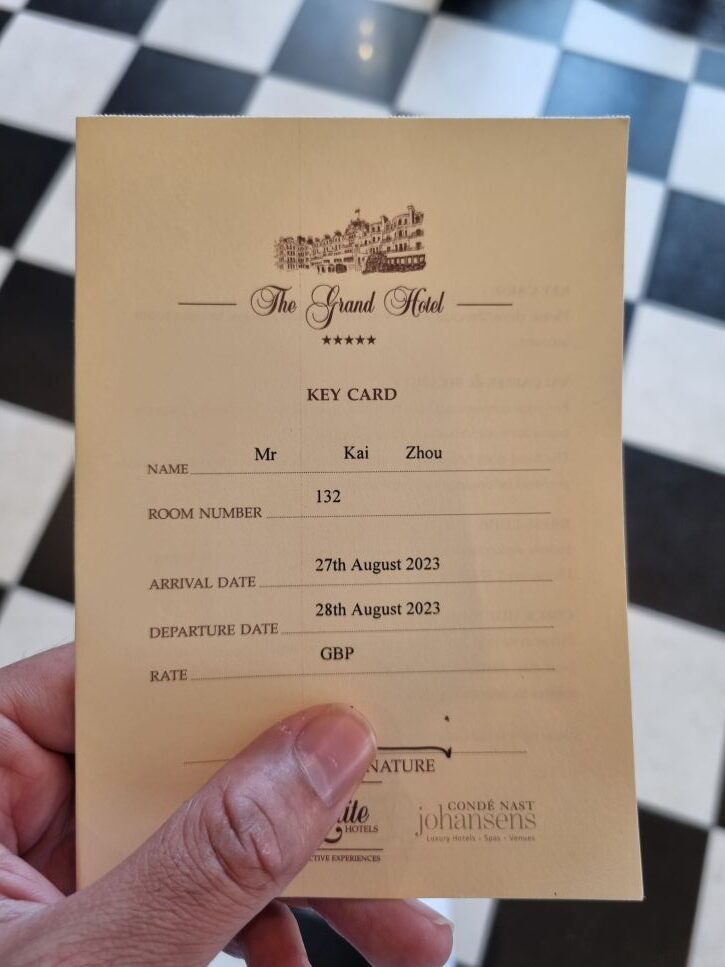 The Grand Hotel
★★★★★
KEY CARD
NAME Mr Kai Zhou
ROOM NUMBER 132
ARRIVAL DATE 27th August 2023
DEPARTURE DATE 28th August 2023
RATE GBP
NATURE
HOTELS
CONDÉ NAST
johansens
Luxury Hotels - Spas - Venues
EXPERIENCES